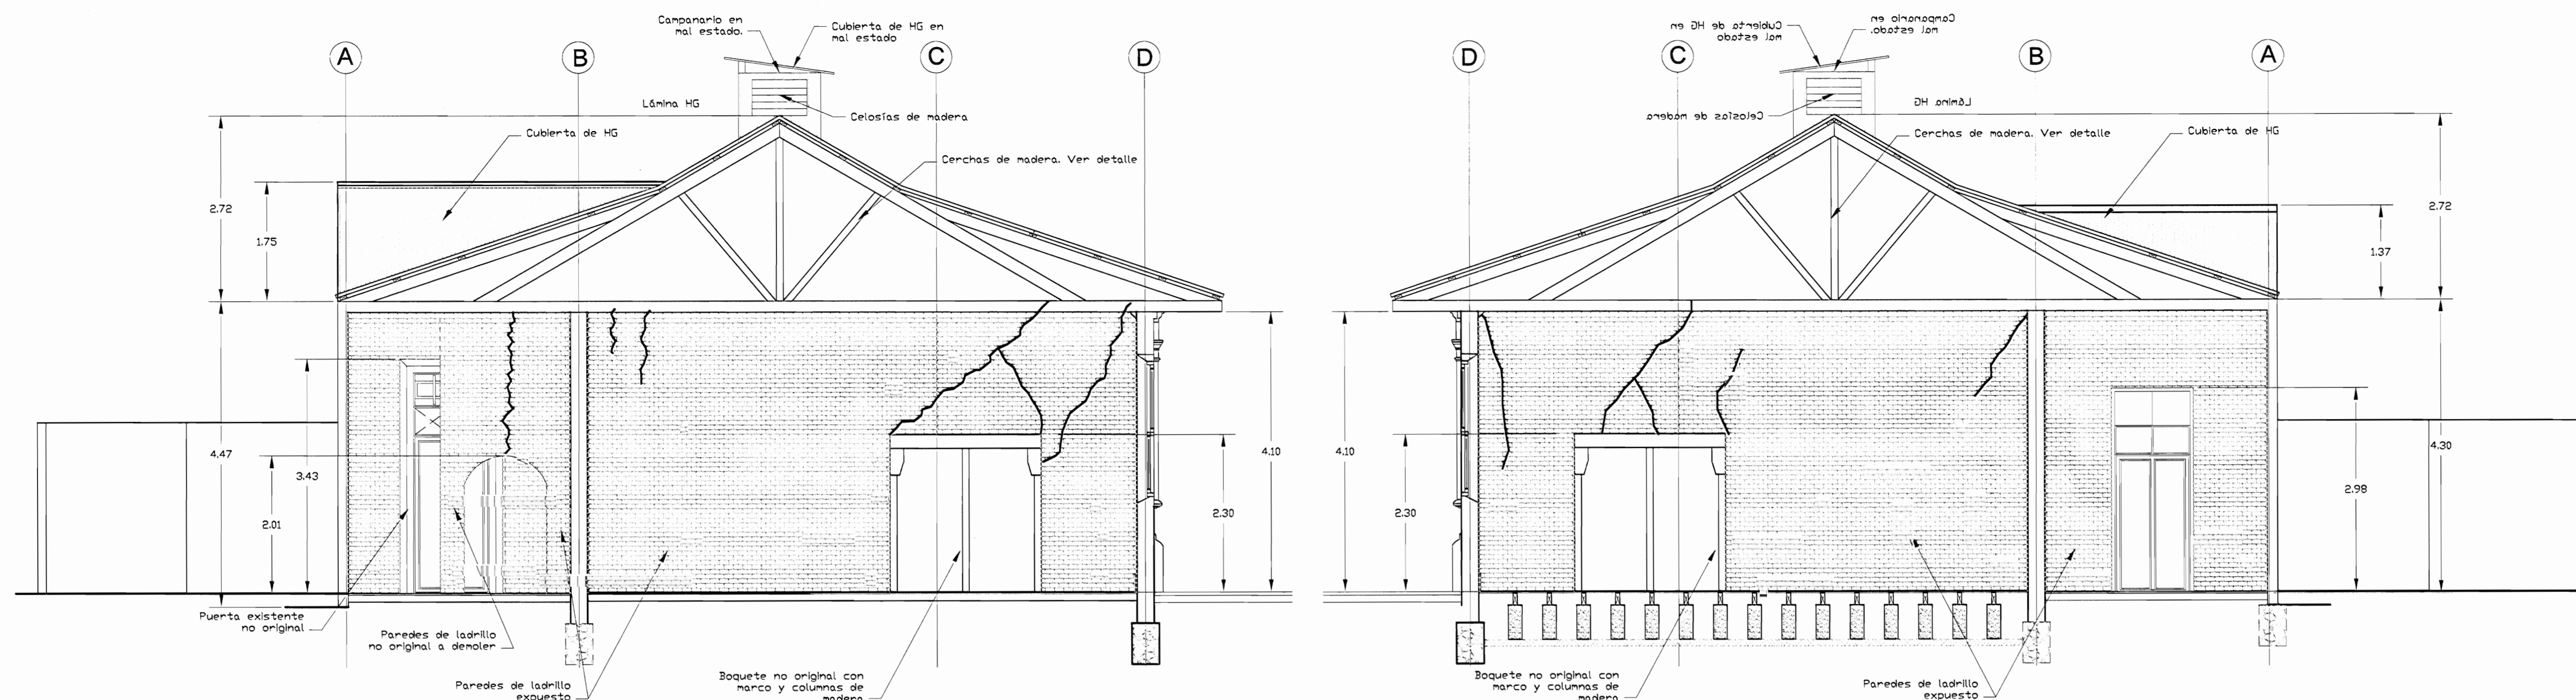 Campanario en
mal estado.
Cubierta de HG en
mal estado
A
B
C
D
Lámina HG
Celosías de madera
Cubierta de HG
Cerchas de madera. Ver detalle
2.72
1.75
4.47
3.43
2.01
4.10
2.30
Puerta existente
no original
Paredes de ladrillo
no original a demoler
Paredes de ladrillo
expuesto
Boquete no original con
marco y columnas de
madera
Cubierta de HG en
mal estado
Campanario en
mal estado.
D
C
B
A
Lámina HG
Celosías de madera
Cerchas de madera. Ver detalle
Cubierta de HG
2.72
1.37
4.10
2.30
4.30
2.98
Boquete no original con
marco y columnas de
madera
Paredes de ladrillo
expuesto